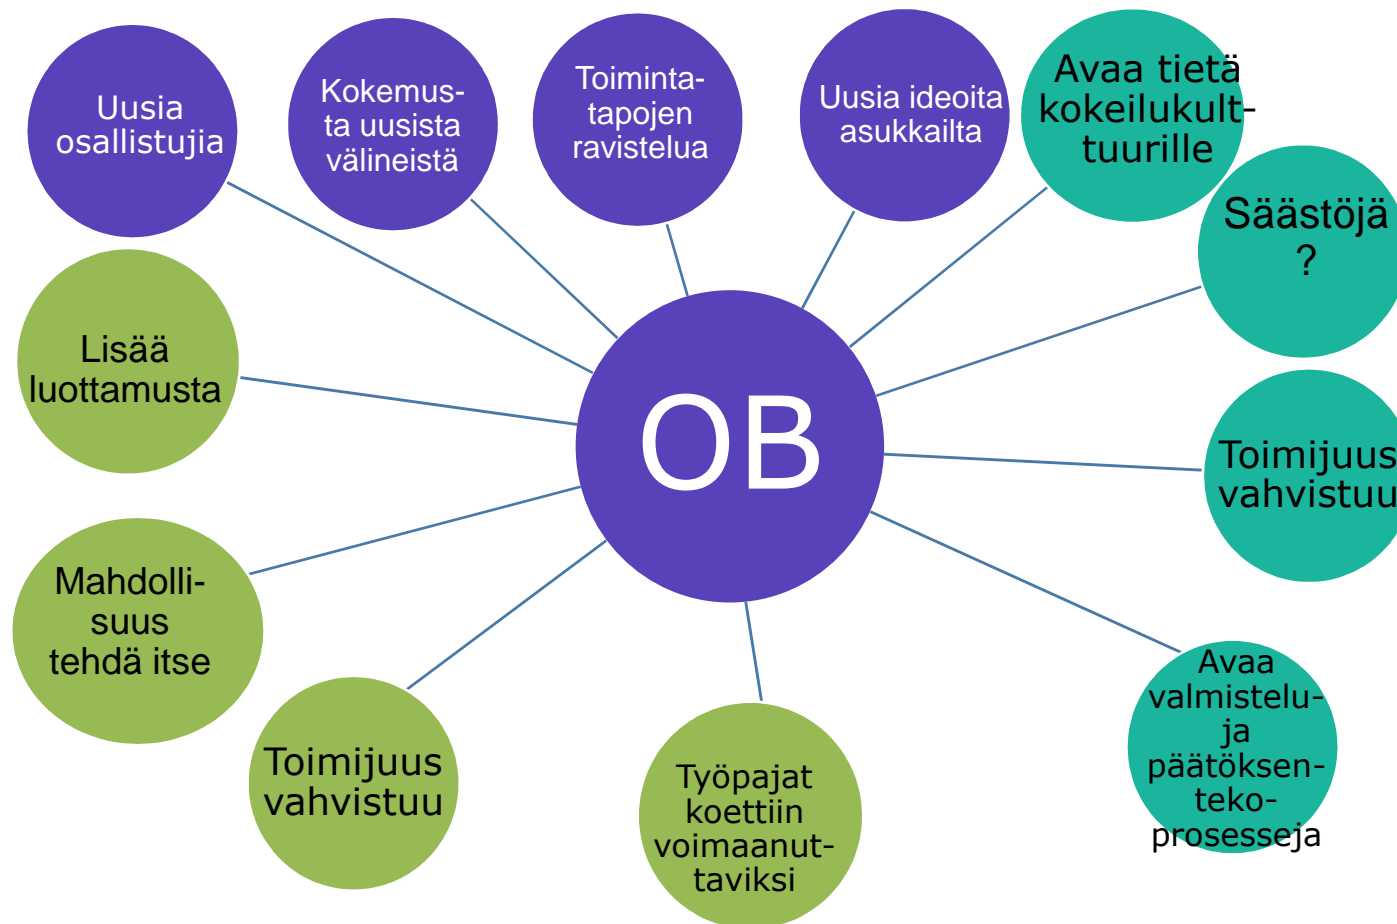 Uusia
osallistujia
Kokemus-
ta uusista
välineistä
Toiminta-
tapojen
ravistelua
Uusia ideoita
asukkailta
Avaa tietä
kokeilukult-
tuurille
Säästöjä
?
Lisää
luottamusta
OB
Toimijuus
vahvistuu
Mahdolli-
suus
tehdä itse
Toimijuus
vahvistuu
Työpajat
koettiin
voimaanut-
taviksi
Avaa
valmistelu-
ja
päätöksen-
teko-
prosesseja